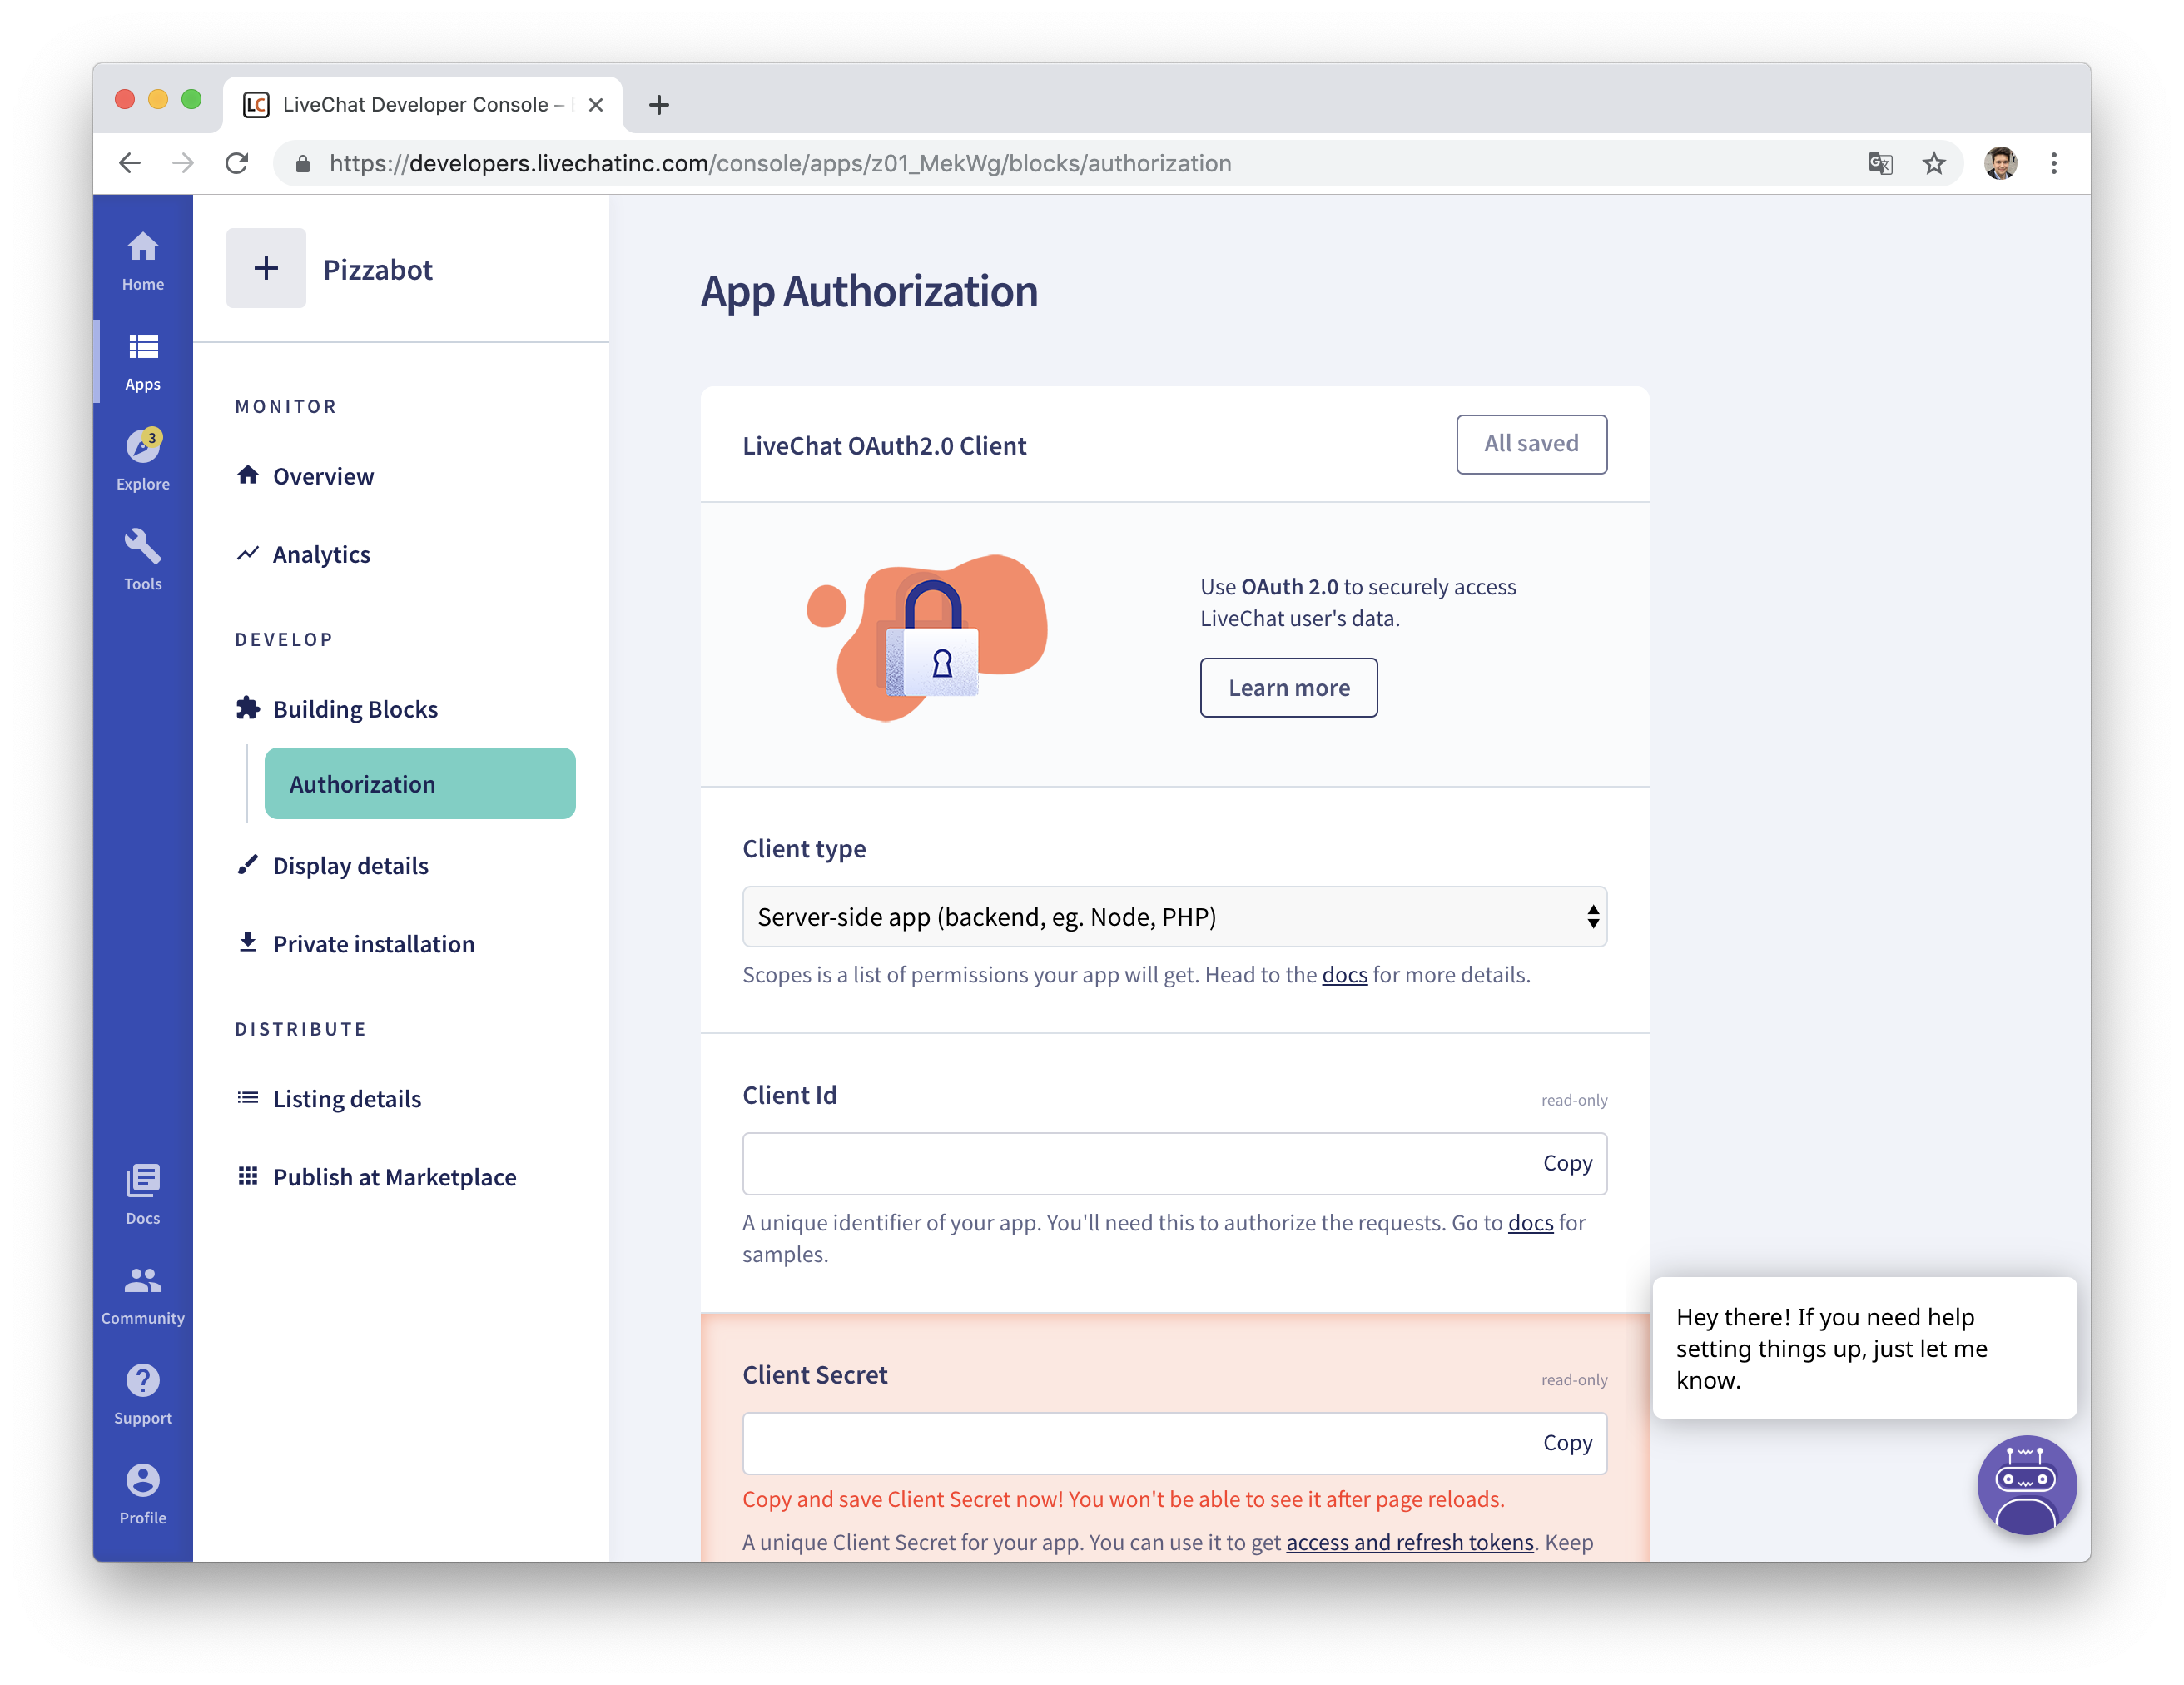 LC LiveChat Developer Console –
https://developers.livechatinc.com/console/apps/z01_MekWg/blocks/authorization
Home
Apps
3
Explore
Tools
Docs
Community
Support
Profile
+ Pizzabot
MONITOR
Overview
Analytics
DEVELOP
Building Blocks
Authorization
Display details
Private installation
DISTRIBUTE
Listing details
Publish at Marketplace
App Authorization
LiveChat OAuth2.0 Client
All saved
Use OAuth 2.0 to securely access
LiveChat user's data.
Learn more
Client type
Server-side app (backend, eg. Node, PHP)
Scopes is a list of permissions your app will get. Head to the docs for more details.
Client Id
read-only
Copy
A unique identifier of your app. You'll need this to authorize the requests. Go to docs for
samples.
Client Secret
read-only
Copy
Copy and save Client Secret now! You won't be able to see it after page reloads.
A unique Client Secret for your app. You can use it to get access and refresh tokens. Keep
Hey there! If you need help
setting things up, just let me
know.